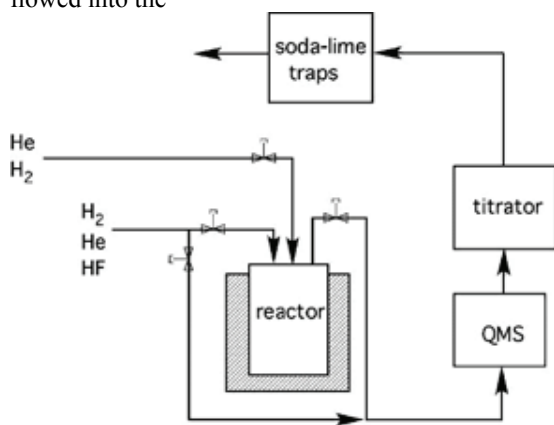 flowed into the
soda-lime
traps
He
H₂
H₂
He
HF
titrator
reactor
QMS